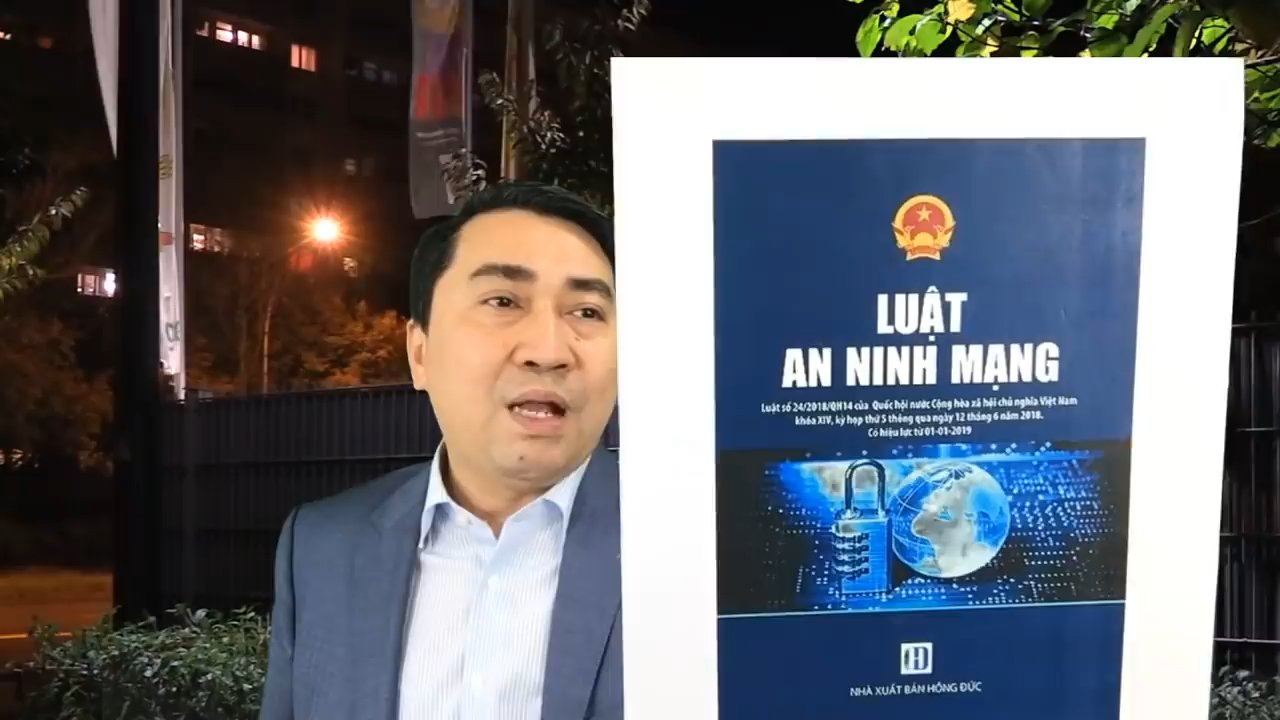 LUẬT
AN NINH MẠNG
Luật số 24/2018/QH14 của Quốc hội nước Cộng hòa xã hội chủ nghĩa Việt Nam
khóa XIV, kỳ họp thứ 5 thông qua ngày 12 tháng 6 năm 2018.
Có hiệu lực từ 01-01-2019
NHÀ XUẤT BẢN HỒNG ĐỨC